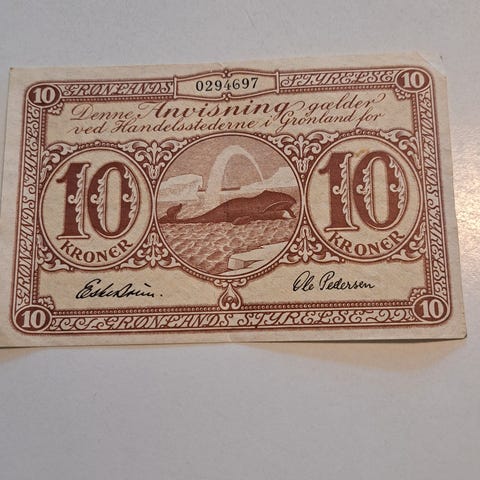 10 GRØNLANDS 0294697 STYRELSE 10
Denne Anvisning gælder
ved Handelsstederne i Grønland for
10 10
KRONER KRONER
Ole Pedersen
10 GRØNLANDS STYRELSE 10